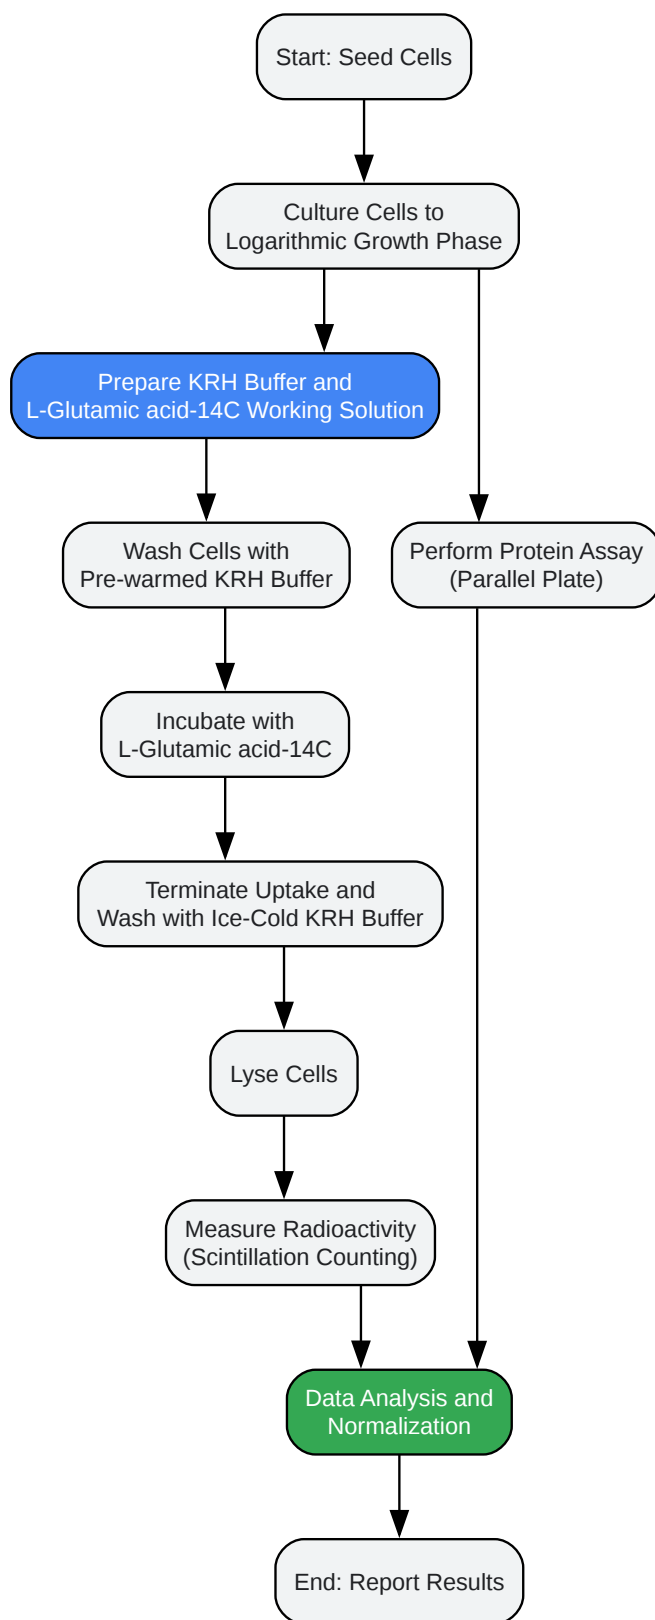 Start: Seed Cells
Culture Cells to
Logarithmic Growth Phase
Prepare KRH Buffer and
L-Glutamic acid-14C Working Solution
Wash Cells with
Pre-warmed KRH Buffer
Perform Protein Assay
(Parallel Plate)
Incubate with
L-Glutamic acid-14C
Terminate Uptake and
Wash with Ice-Cold KRH Buffer
Lyse Cells
Measure Radioactivity
(Scintillation Counting)
Data Analysis and
Normalization
End: Report Results